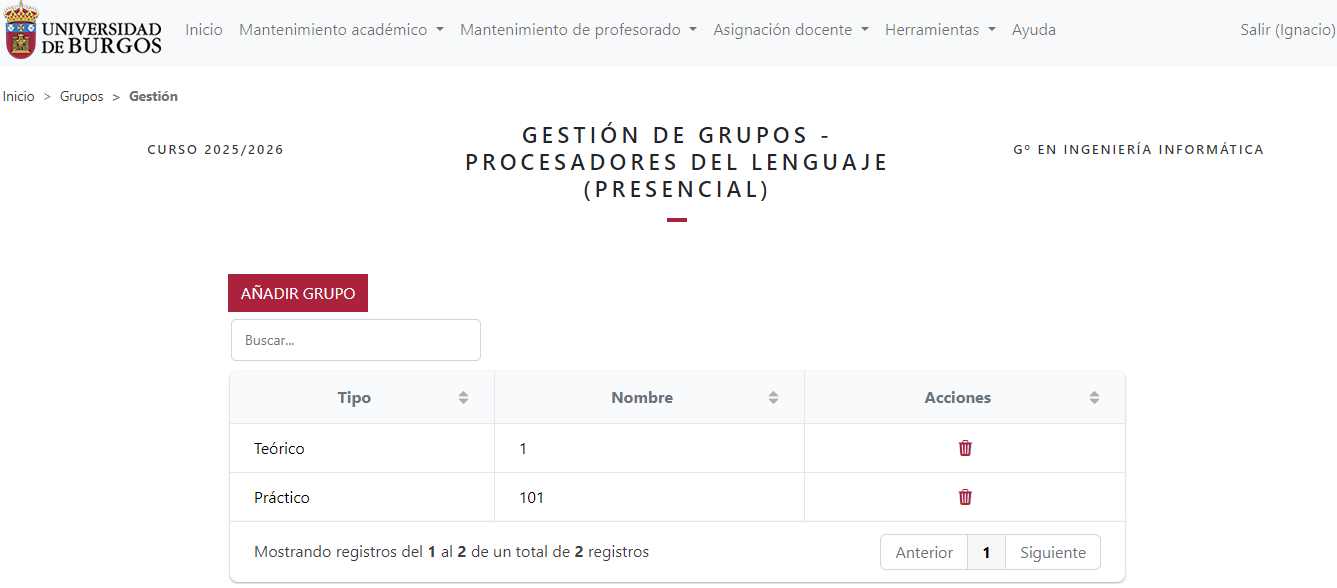 UNIVERSIDAD
DE BURGOS
Inicio Mantenimiento académico Mantenimiento de profesorado Asignación docente Herramientas Ayuda Salir (Ignacio)
Inicio > Grupos > Gestión
CURSO 2025/2026
GESTIÓN DE GRUPOS -
PROCESADORES DEL LENGUAJE
(PRESENCIAL)
Gº EN INGENIERÍA INFORMÁTICA
AÑADIR GRUPO
Buscar...
Tipo Nombre Acciones
Teórico 1
Práctico 101
Mostrando registros del 1 al 2 de un total de 2 registros
Anterior 1 Siguiente